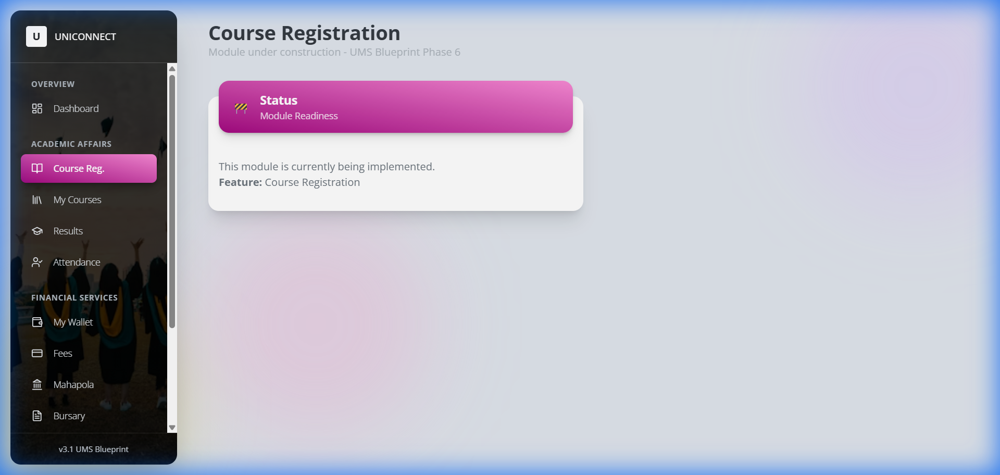 U UNICONNECT
OVERVIEW
Dashboard
ACADEMIC AFFAIRS
Course Reg.
My Courses
Results
Attendance
FINANCIAL SERVICES
My Wallet
Fees
Mahapola
Bursary
v3.1 UMS Blueprint
Course Registration
Module under construction - UMS Blueprint Phase 6
Status
Module Readiness
This module is currently being implemented.
Feature: Course Registration